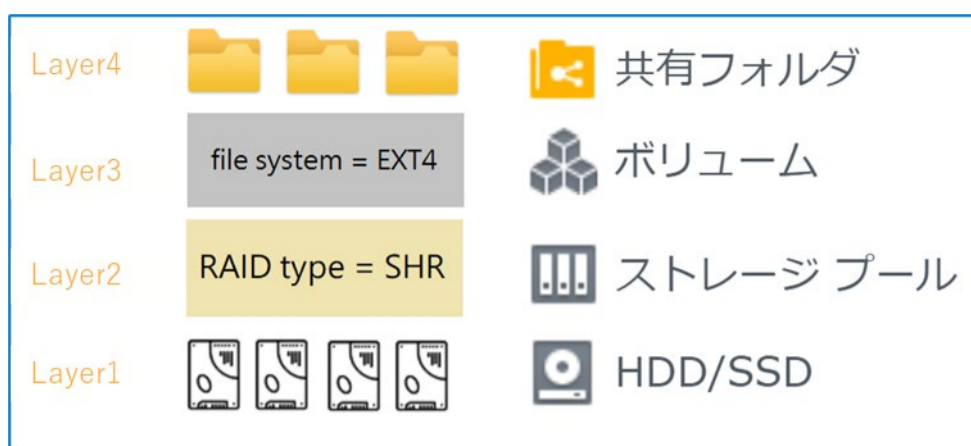 Layer4
共有フォルダ
Layer3
file system = EXT4
ボリューム
Layer2
RAID type = SHR
ストレージ プール
Layer1
HDD/SSD